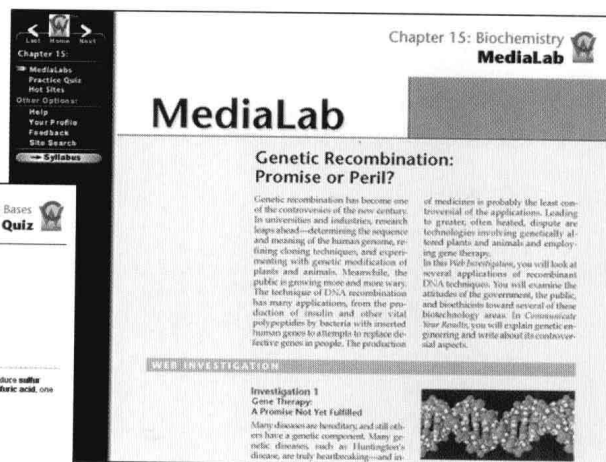 Last Home Next
Chapter 15:
MediaLabs
Practice Quiz
Hot Sites
Other Options:
Help
Your Profile
Feedback
Site Search
Syllabus
Bases
Quiz
duce sulfur
furic acid, one
Chapter 15: Biochemistry
MediaLab
MediaLab
Genetic Recombination:
Promise or Peril?
Genetic recombination has become one
of the controversies of the new century.
In universities and industries, research
leaps ahead—determining the sequence
and meaning of the human genome, re-
fining cloning techniques, and experi-
menting with genetic modification of
plants and animals. Meanwhile, the
public is growing more and more wary.
The technique of DNA recombination
has many applications, from the pro-
duction of insulin and other vital
polypeptides by bacteria with inserted
human genes to attempts to replace de-
fective genes in people. The production
of medicines is probably the least con-
troversial of the applications. Leading
to greater, often heated, dispute are
technologies involving genetically al-
tered plants and animals and employ-
ing gene therapy.
In this Web Investigation, you will look at
several applications of recombinant
DNA techniques. You will examine the
attitudes of the government, the public,
and bioethicists toward several of these
biotechnology areas. In Communicate
Your Results, you will explain genetic en-
gineering and write about its controver-
sial aspects.
WEB INVESTIGATION
Investigation 1
Gene Therapy:
A Promise Not Yet Fulfilled
Many diseases are hereditary, and still oth-
ers have a genetic component. Many ge-
netic diseases, such as Huntington's
disease, are truly heartbreaking—and in-